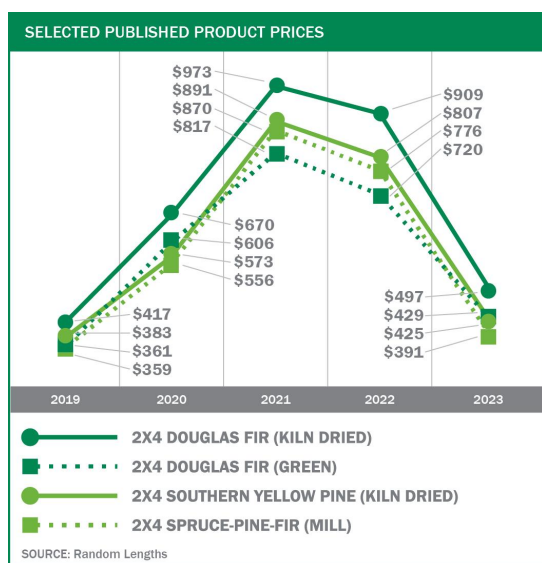 SELECTED PUBLISHED PRODUCT PRICES
$973
$891
$870
$817
$909
$807
$776
$720
$670
$606
$573
$556
$497
$429
$425
$391
$417
$383
$361
$359
2019 2020 2021 2022 2023
2X4 DOUGLAS FIR (KILN DRIED)
2X4 DOUGLAS FIR (GREEN)
2X4 SOUTHERN YELLOW PINE (KILN DRIED)
2X4 SPRUCE-PINE-FIR (MILL)
SOURCE: Random Lengths